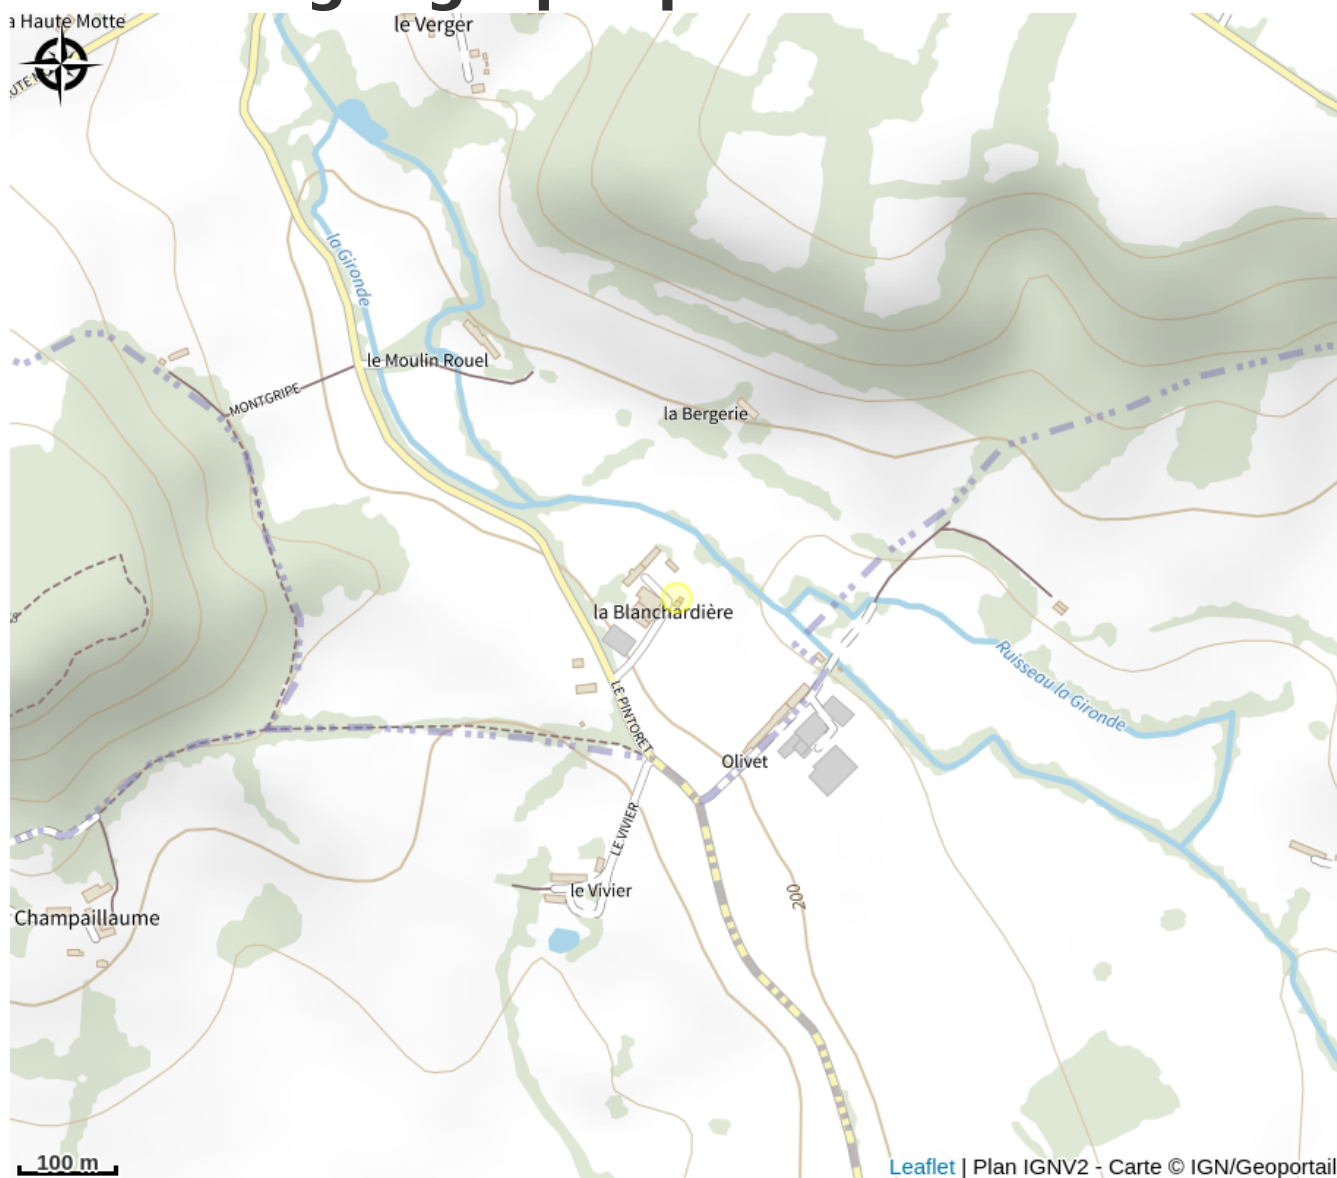 a Haute Motte
le Verger
la Gironde
le Moulin Rouel
MONTGRIPE
la Bergerie
la Blanchardière
Ruisseau la Gironde
LE PINTORET
Olivet
LE VIVIER
le Vivier
200
Champaillaume
100 m
Leaflet | Plan IGNV2 - Carte © IGN/Geoportail